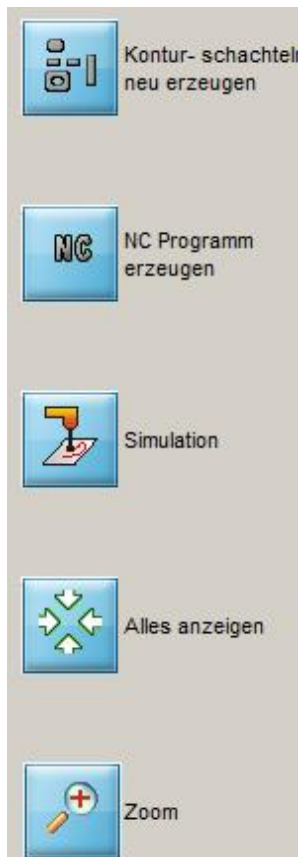 Kontur- schachteln
neu erzeugen
NC
NC Programm
erzeugen
Simulation
Alles anzeigen
Zoom